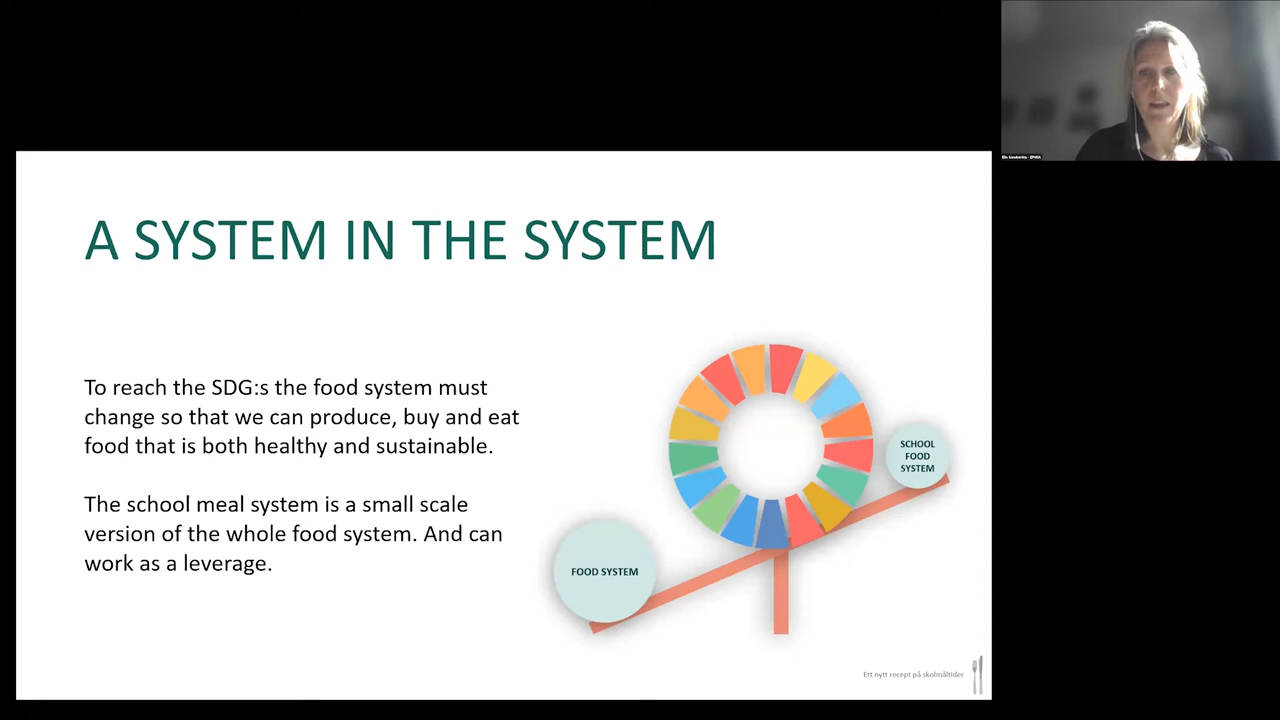 A SYSTEM IN THE SYSTEM
To reach the SDG:s the food system must
change so that we can produce, buy and eat
food that is both healthy and sustainable.
The school meal system is a small scale
version of the whole food system. And can
work as a leverage.
SCHOOL
FOOD
SYSTEM
FOOD SYSTEM
Ett nytt recept på skolmåltider